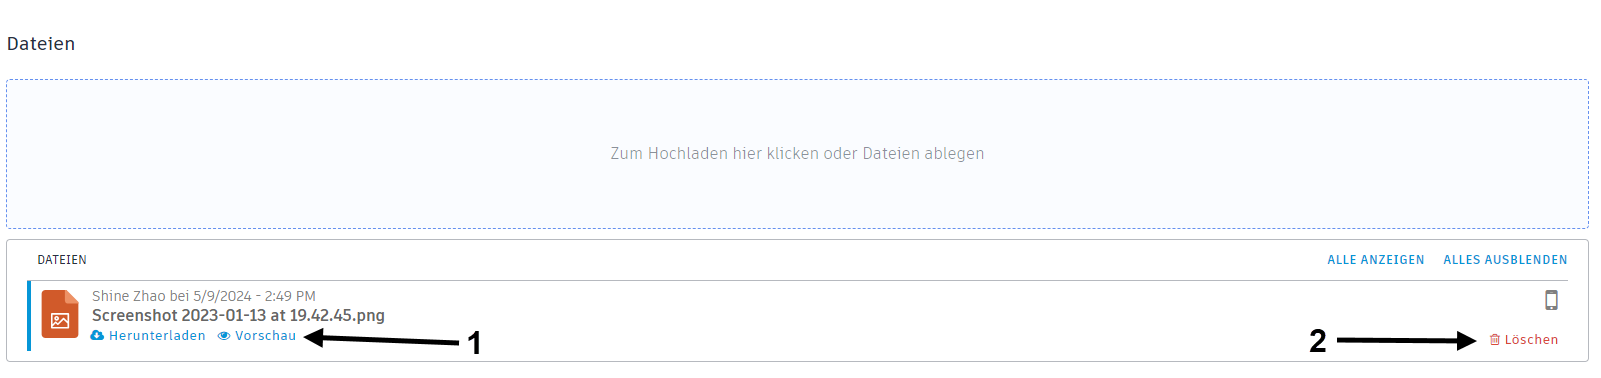 Dateien
Zum Hochladen hier klicken oder Dateien ablegen
DATEIEN ALLE ANZEIGEN ALLES AUSBLENDEN
Shine Zhao bei 5/9/2024 - 2:49 PM
Screenshot 2023-01-13 at 19.42.45.png
Herunterladen Vorschau 1 2 Löschen